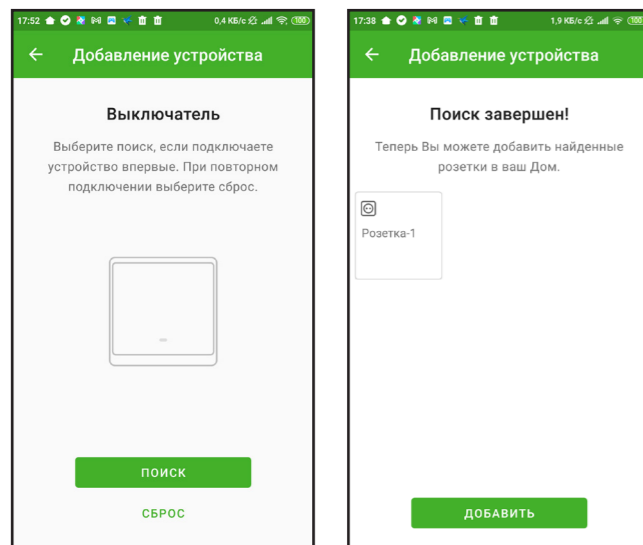 17:52
0,4 КБ/с
100
Добавление устройства
Выключатель
Выберите поиск, если подключаете
устройство впервые. При повторном
подключении выберите сброс.
ПОИСК
СБРОС
17:38
1,9 КБ/с
100
Добавление устройства
Поиск завершен!
Теперь Вы можете добавить найденные
розетки в ваш Дом.
Розетка-1
ДОБАВИТЬ